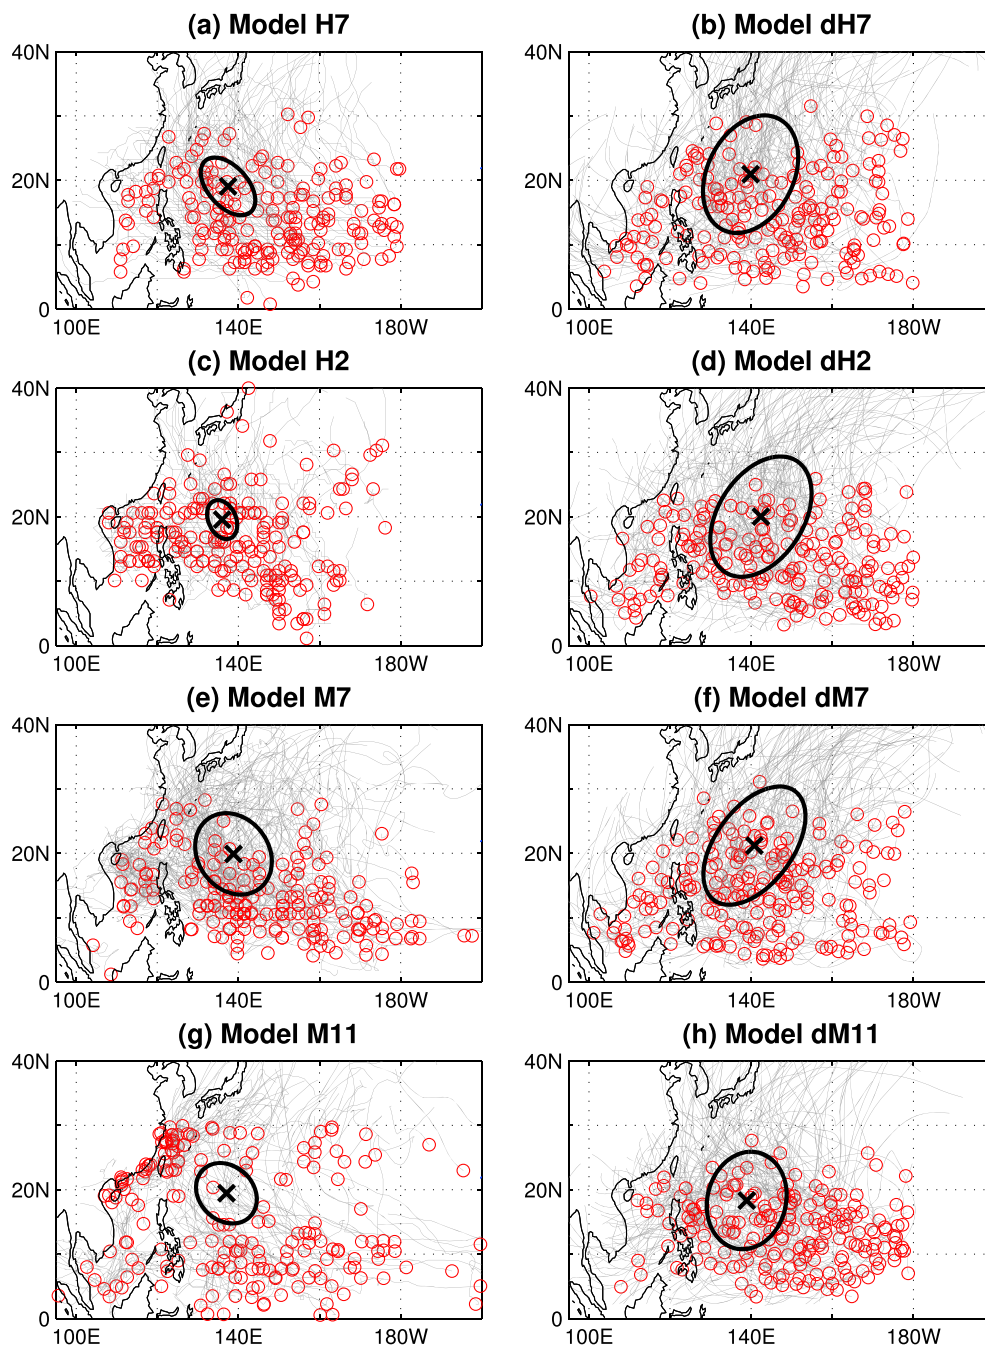 (a) Model H7
(b) Model dH7
40N
20N
0
100E 140E 180W
40N
20N
0
100E 140E 180W
(c) Model H2
(d) Model dH2
40N
20N
0
100E 140E 180W
40N
20N
0
100E 140E 180W
(e) Model M7
(f) Model dM7
40N
20N
0
100E 140E 180W
40N
20N
0
100E 140E 180W
(g) Model M11
(h) Model dM11
40N
20N
0
100E 140E 180W
40N
20N
0
100E 140E 180W